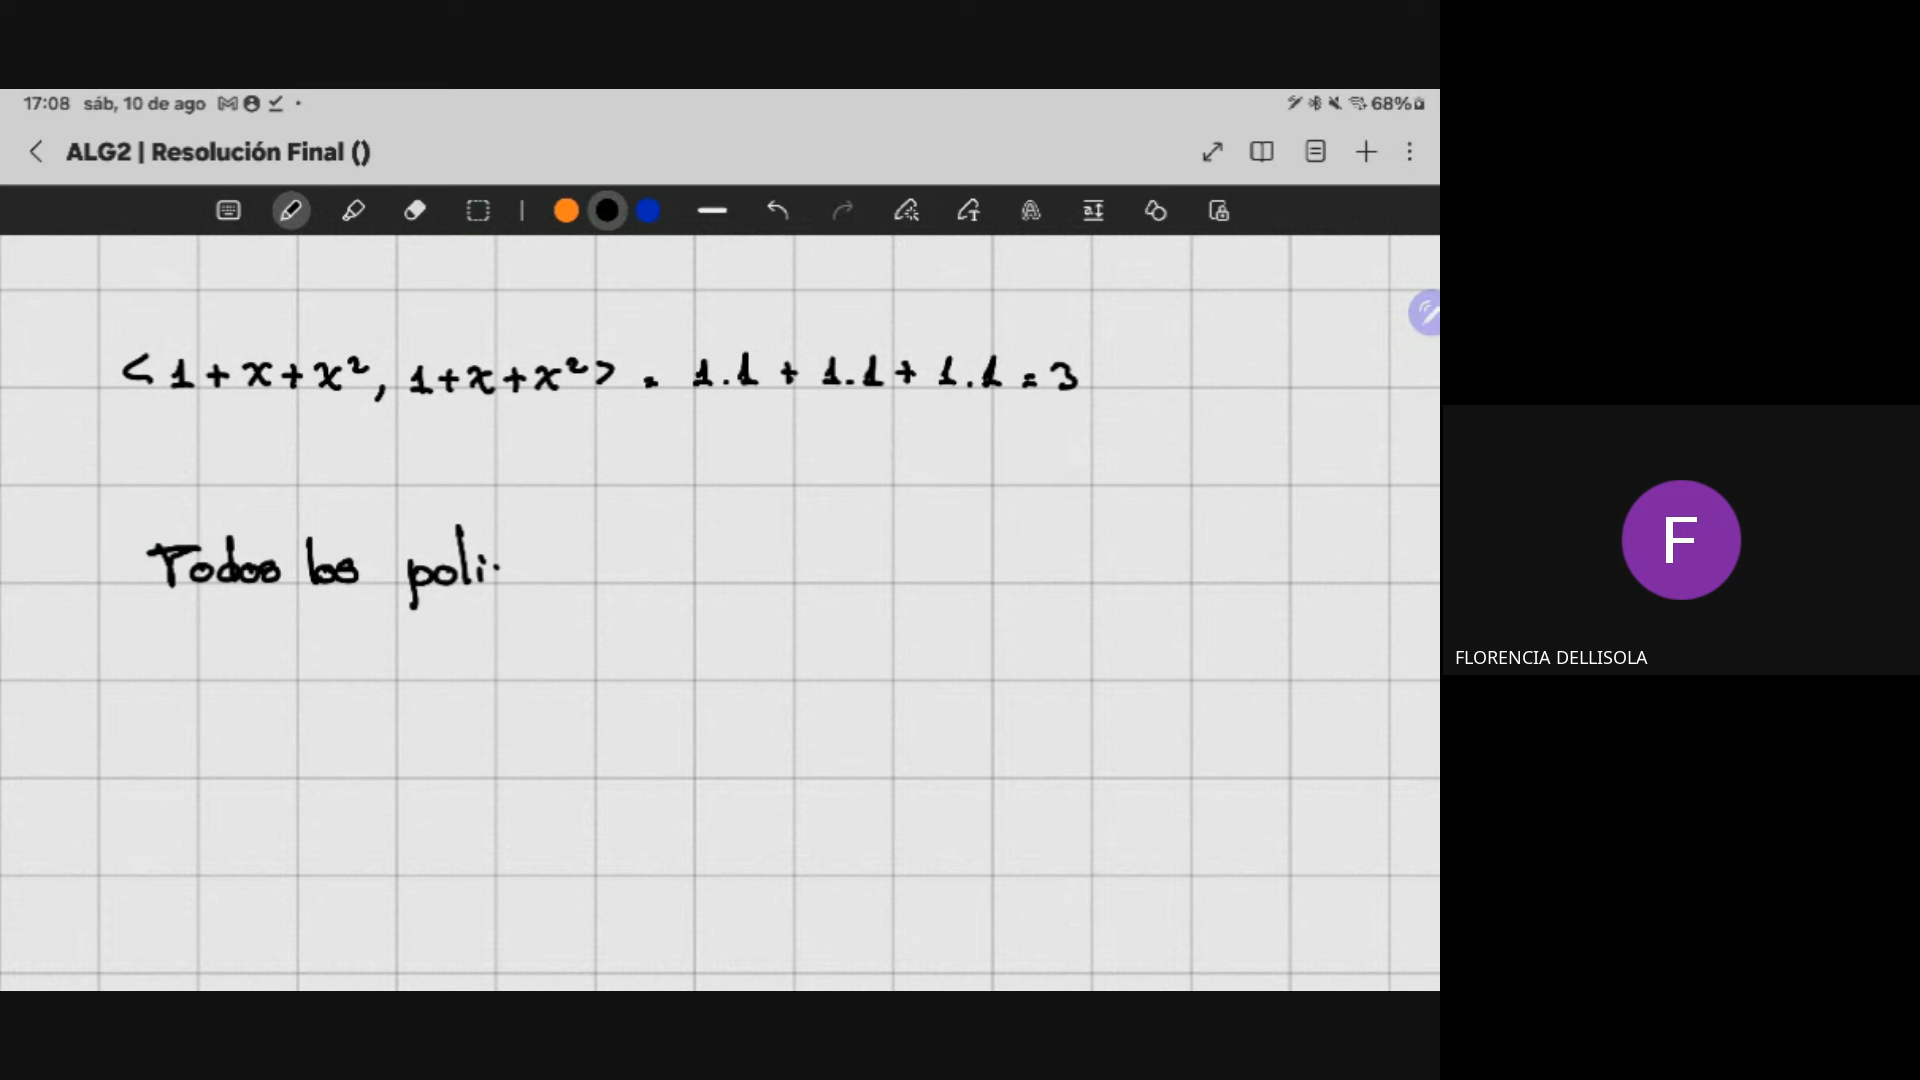 17:08 sáb, 10 de ago 68%
ALG2 | Resolución Final ()
< 1 + x + x², 1 + x + x² > = 1.1 + 1.1 + 1.1 = 3
Todos los poli
F
FLORENCIA DELLISOLA